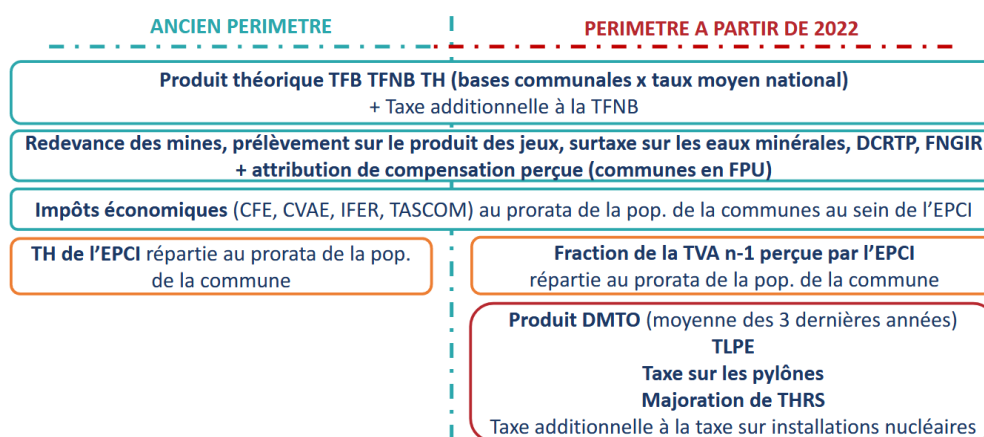 ANCIEN PERIMETRE
PERIMETRE A PARTIR DE 2022
Produit théorique TFB TFNB TH (bases communales x taux moyen national)
+ Taxe additionnelle à la TFNB
Redevance des mines, prélèvement sur le produit des jeux, surtaxe sur les eaux minérales, DCRTP, FNGIR
+ attribution de compensation perçue (communes en FPU)
Impôts économiques (CFE, CVAE, IFER, TASCOM) au prorata de la pop. de la communes au sein de l'EPCI
TH de l'EPCI répartie au prorata de la pop.
de la commune
Fraction de la TVA n-1 perçue par l'EPCI
répartie au prorata de la pop. de la commune
Produit DMTO (moyenne des 3 dernières années)
TLPE
Taxe sur les pylônes
Majoration de THRS
Taxe additionnelle à la taxe sur installations nucléaires